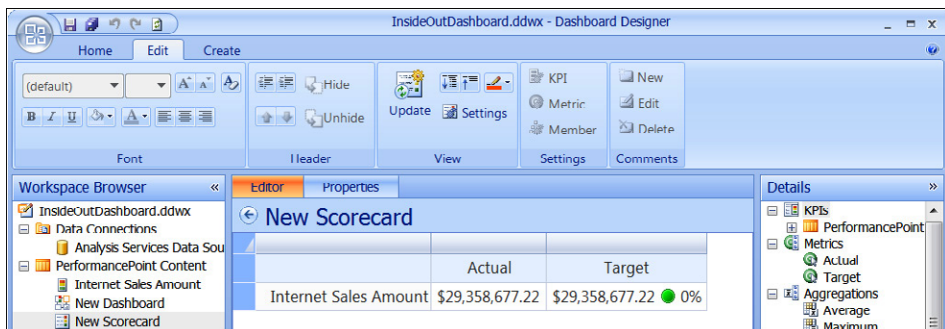 InsideOutDashboard.ddwx - Dashboard Designer
Home Edit Create
(default)
Hide
Unhide
Update
Settings
KPI
Metric
Member
New
Edit
Delete
Font Header View Settings Comments
Workspace Browser «
InsideOutDashboard.ddwx
Data Connections
Analysis Services Data Sou
PerformancePoint Content
Internet Sales Amount
New Dashboard
New Scorecard
Editor Properties
New Scorecard
Actual Target
Internet Sales Amount $29,358,677.22 $29,358,677.22 0%
Details »
KPIs
PerformancePoint
Metrics
Actual
Target
Aggregations
Average
Maximum